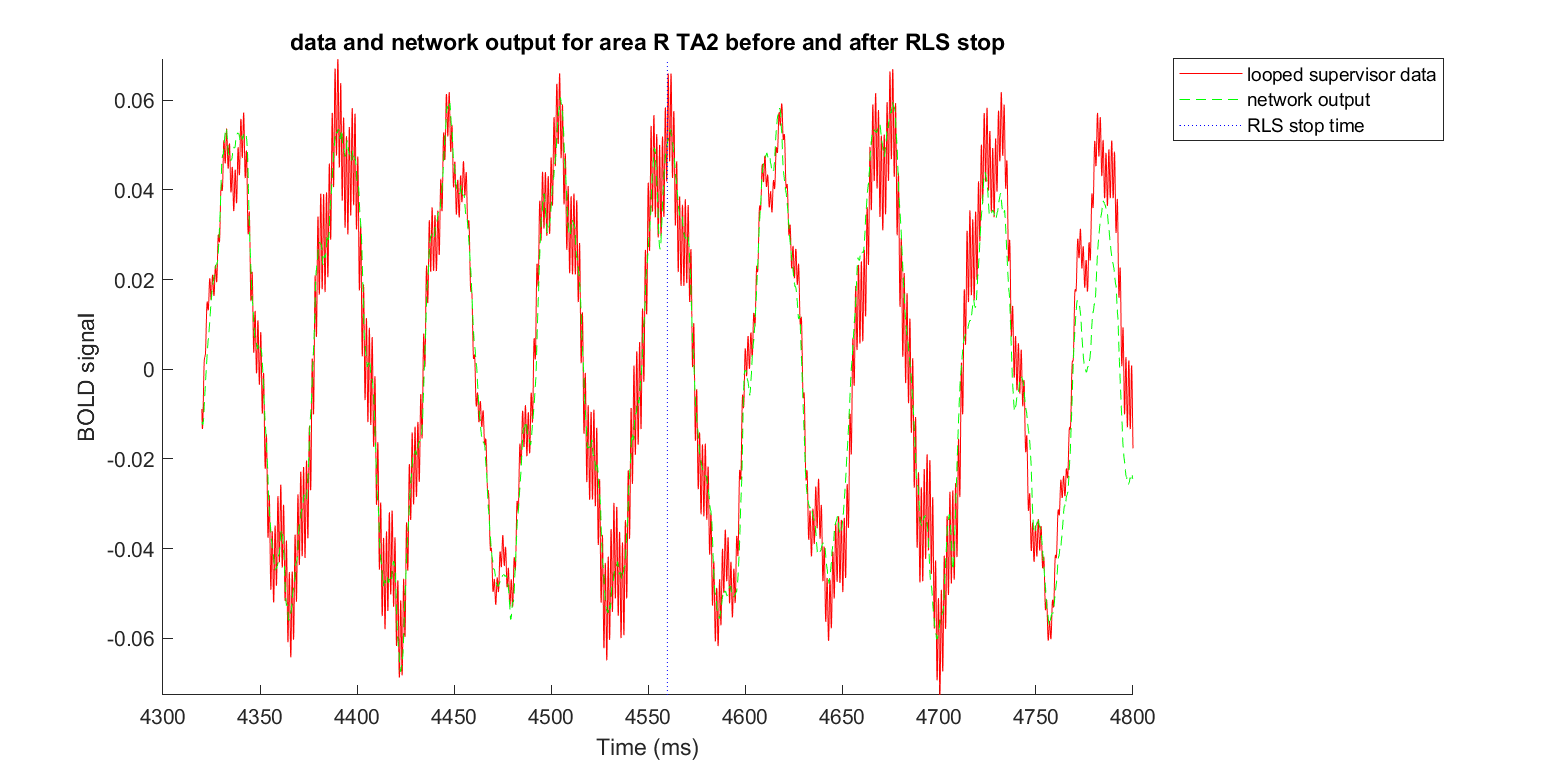 data and network output for area R TA2 before and after RLS stop
looped supervisor data
network output
RLS stop time
0.06
0.04
0.02
0
-0.02
-0.04
-0.06
BOLD signal
4300 4350 4400 4450 4500 4550 4600 4650 4700 4750 4800
Time (ms)